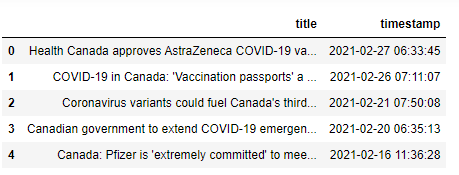 title timestamp
0 Health Canada approves AstraZeneca COVID-19 va... 2021-02-27 06:33:45
1 COVID-19 in Canada: 'Vaccination passports' a ... 2021-02-26 07:11:07
2 Coronavirus variants could fuel Canada's third... 2021-02-21 07:50:08
3 Canadian government to extend COVID-19 emergen... 2021-02-20 06:35:13
4 Canada: Pfizer is 'extremely committed' to mee... 2021-02-16 11:36:28